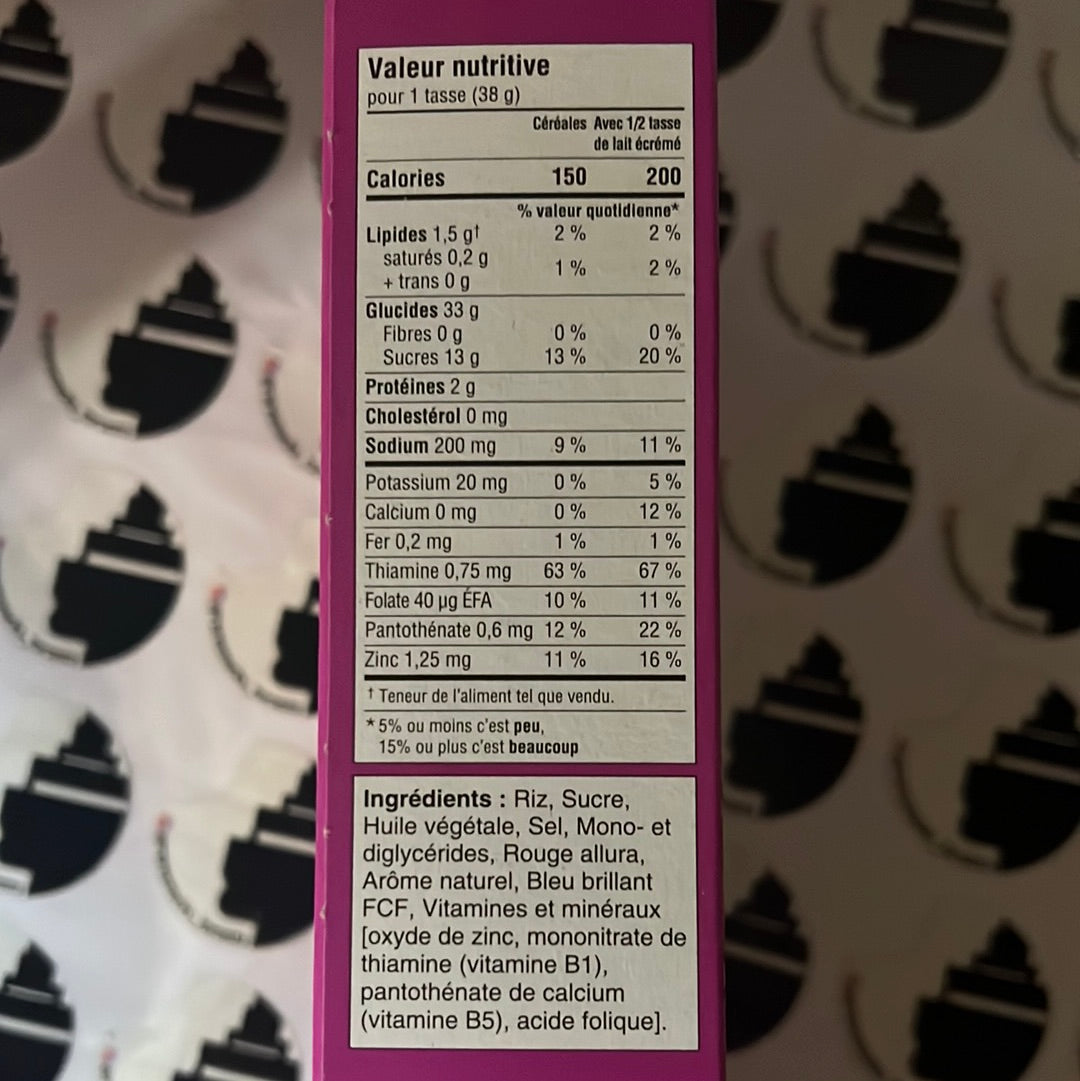 Valeur nutritive
pour 1 tasse (38 g)
Céréales Avec 1/2 tasse
de lait écrémé
Calories 150 200
% valeur quotidienne*
Lipides 1,5 g† 2 % 2 %
saturés 0,2 g
+ trans 0 g 1 % 2 %
Glucides 33 g
Fibres 0 g 0 % 0 %
Sucres 13 g 13 % 20 %
Protéines 2 g
Cholestérol 0 mg
Sodium 200 mg 9 % 11 %
Potassium 20 mg 0 % 5 %
Calcium 0 mg 0 % 12 %
Fer 0,2 mg 1 % 1 %
Thiamine 0,75 mg 63 % 67 %
Folate 40 µg ÉFA 10 % 11 %
Pantothénate 0,6 mg 12 % 22 %
Zinc 1,25 mg 11 % 16 %
† Teneur de l'aliment tel que vendu.
* 5% ou moins c'est peu,
15% ou plus c'est beaucoup
Ingrédients : Riz, Sucre,
Huile végétale, Sel, Mono- et
diglycérides, Rouge allura,
Arôme naturel, Bleu brillant
FCF, Vitamines et minéraux
[oxyde de zinc, mononitrate de
thiamine (vitamine B1),
pantothénate de calcium
(vitamine B5), acide folique].